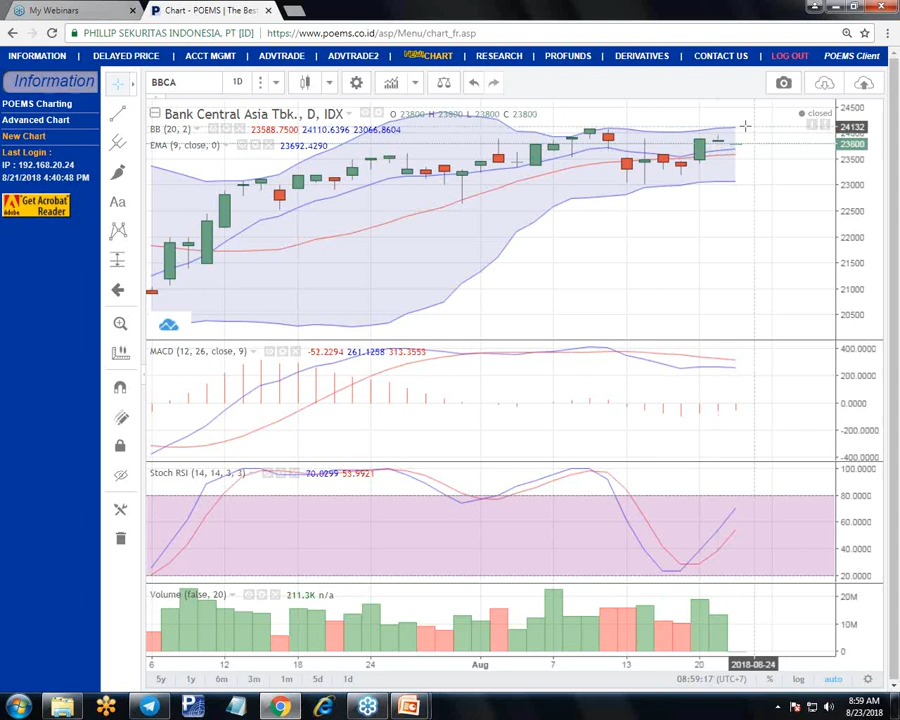 My Webinars
Chart - POEMS | The Bes
PHILLIP SEKURITAS INDONESIA, PT [ID]
https://www.poems.co.id/asp/Menu/chart_fr.asp
INFORMATION | DELAYED PRICE | ACCT MGMT | ADVTRADE | ADVTRADE2 | CHART | RESEARCH | PROFUNDS | DERIVATIVES | CONTACT US | LOG OUT POEMS Client
Information
POEMS Charting
Advanced Chart
New Chart
Last Login :
IP : 192.168.20.24
8/21/2018 4:40:48 PM
Get Acrobat
Reader
Adobe
BBCA 1D
Bank Central Asia Tbk., D, IDX
O 23800 H 23800 L 23800 C 23800
closed
BB (20, 2) 23588.7500 24110.6396 23066.8604
EMA (9, close, 0) 23692.4290
Aa
24500
24132
23800
23500
23000
22500
22000
21500
21000
20500
MACD (12, 26, close, 9) -52.2294 261.1258 313.3553
400.0000
200.0000
0.0000
-200.0000
-400.0000
Stoch RSI (14, 14, 3, 3) 70.0299 53.9921
100.0000
80.0000
60.0000
40.0000
20.0000
Volume (false, 20) 211.3K n/a
20M
10M
0
6 12 18 24 Aug 7 13 20 2018-08-24
5y 1y 6m 3m 1m 5d 1d
08:59:17 (UTC+7) % log auto
8:59 AM
8/23/2018